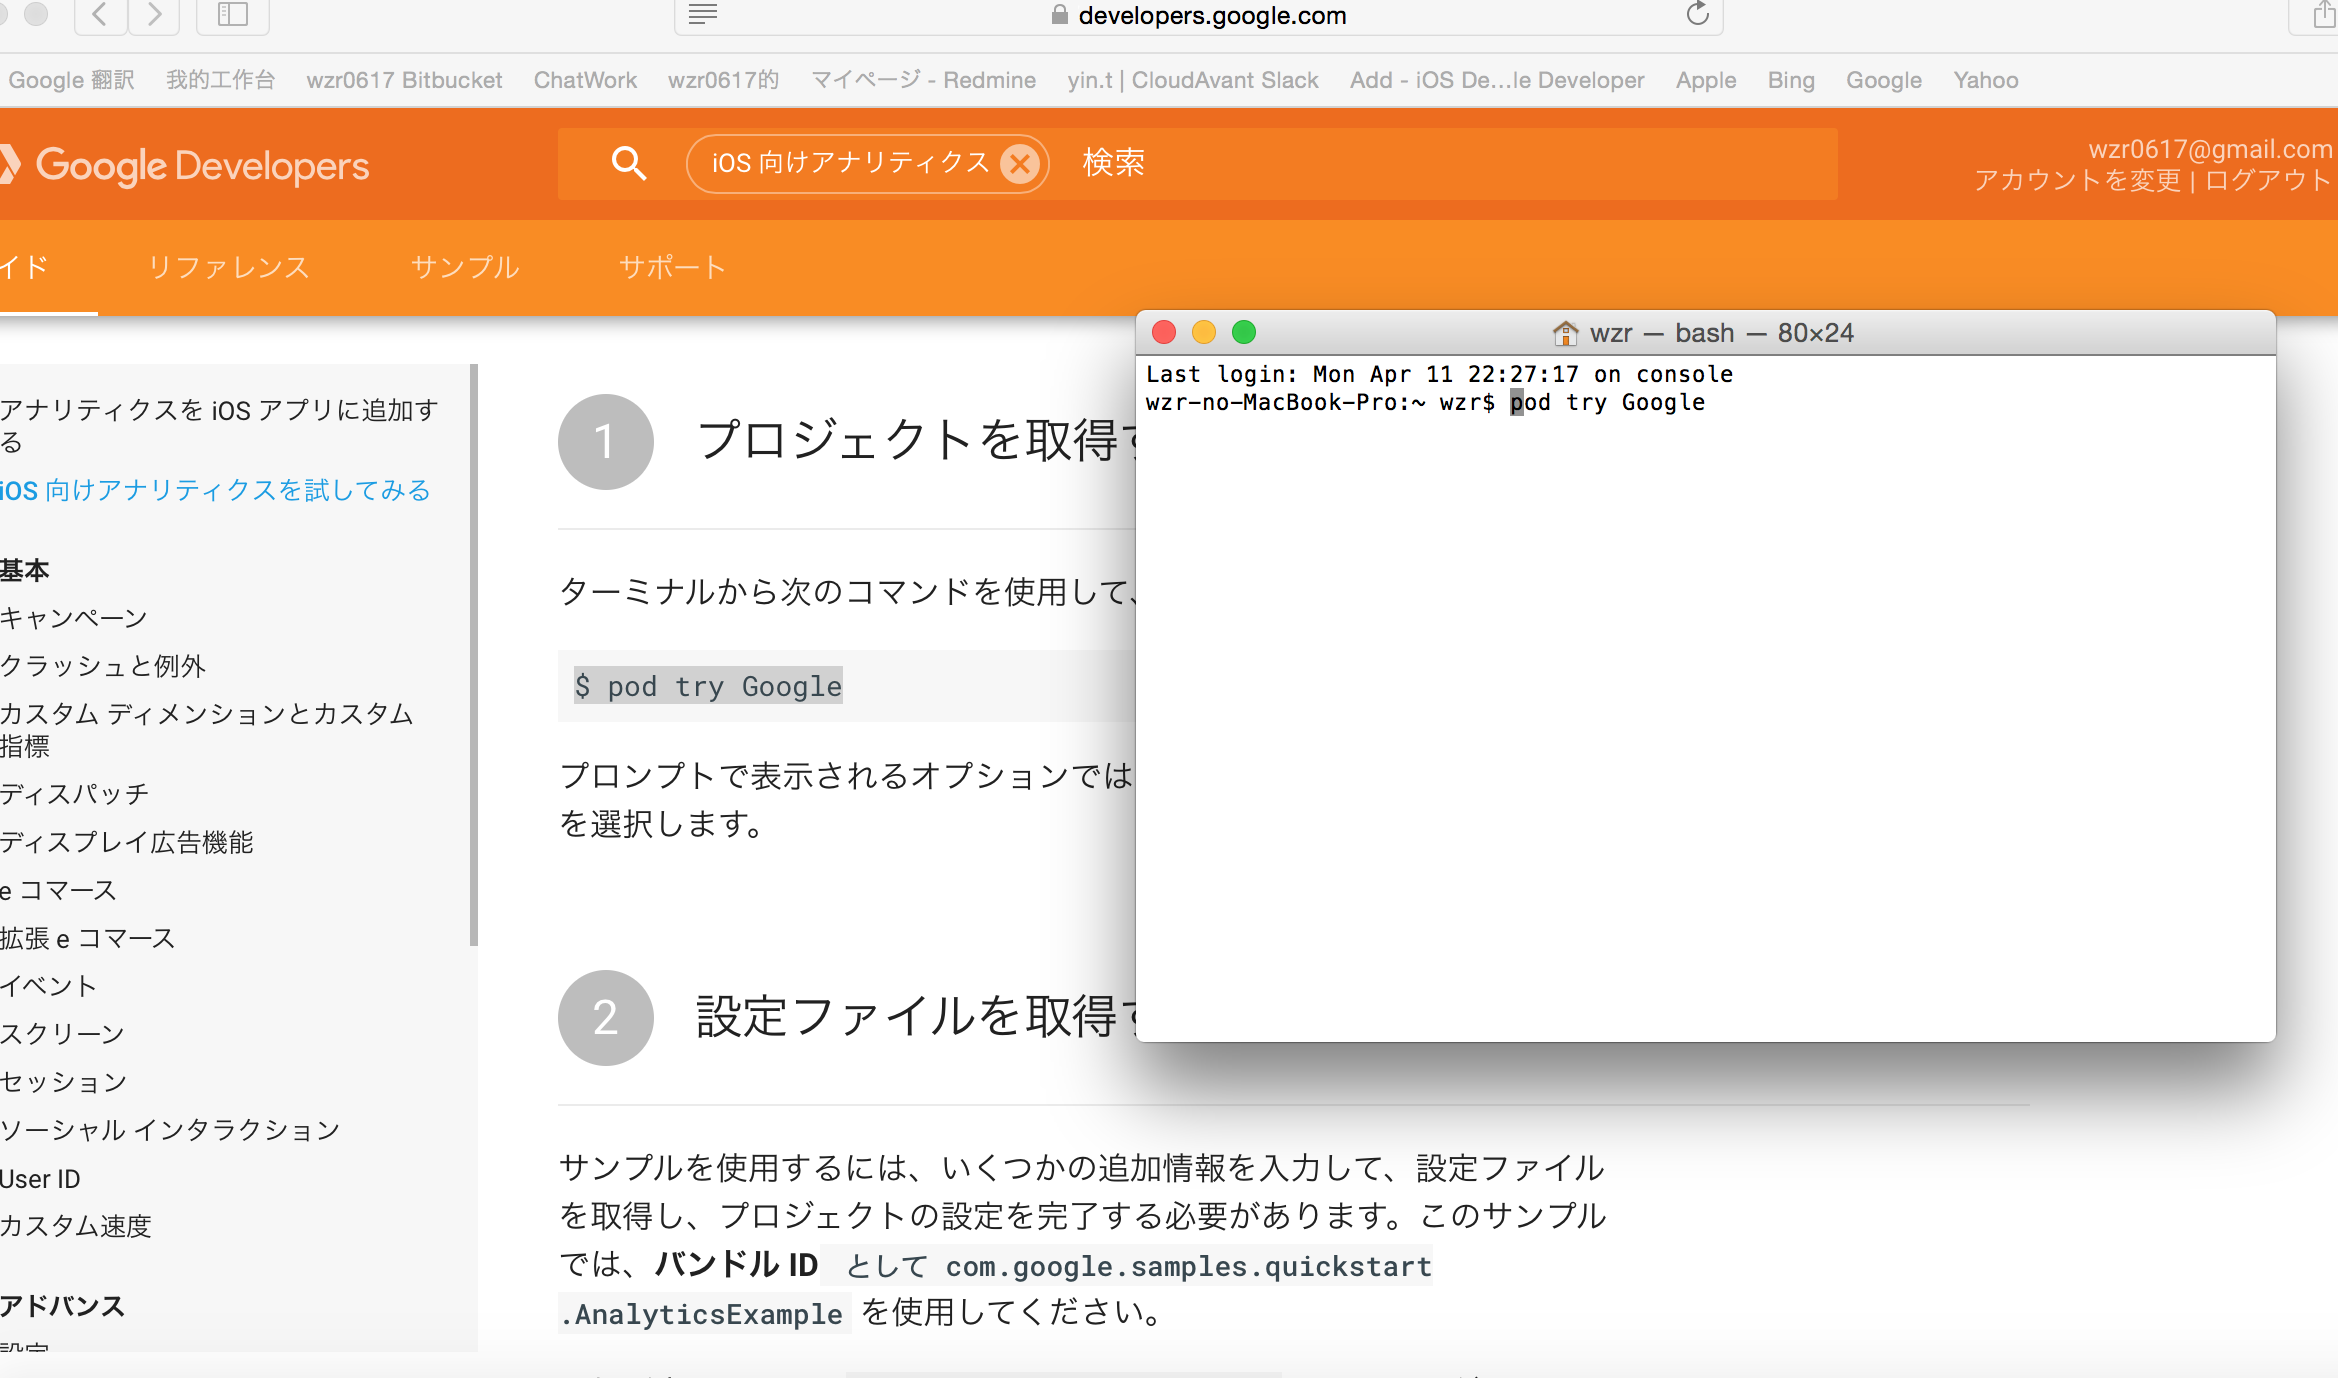 developers.google.com
Google 翻訳 我的工作台 wzr0617 Bitbucket ChatWork wzr0617的 マイページ - Redmine yin.t | CloudAvant Slack Add - iOS De...le Developer Apple Bing Google Yahoo
Google Developers
iOS 向けアナリティクス 検索
wzr0617@gmail.com
アカウントを変更 | ログアウト
イド リファレンス サンプル サポート
アナリティクスを iOS アプリに追加す
る
iOS 向けアナリティクスを試してみる
基本
キャンペーン
クラッシュと例外
カスタム ディメンションとカスタム
指標
ディスパッチ
ディスプレイ広告機能
e コマース
拡張 e コマース
イベント
スクリーン
セッション
ソーシャル インタラクション
User ID
カスタム速度
アドバンス
設定
1 プロジェクトを取得す
ターミナルから次のコマンドを使用して、
$ pod try Google
プロンプトで表示されるオプションでは
を選択します。
2 設定ファイルを取得す
サンプルを使用するには、いくつかの追加情報を入力して、設定ファイル
を取得し、プロジェクトの設定を完了する必要があります。このサンプル
では、バンドル ID として com.google.samples.quickstart
.AnalyticsExample を使用してください。
wzr — bash — 80×24
Last login: Mon Apr 11 22:27:17 on console
wzr-no-MacBook-Pro:~ wzr$ pod try Google